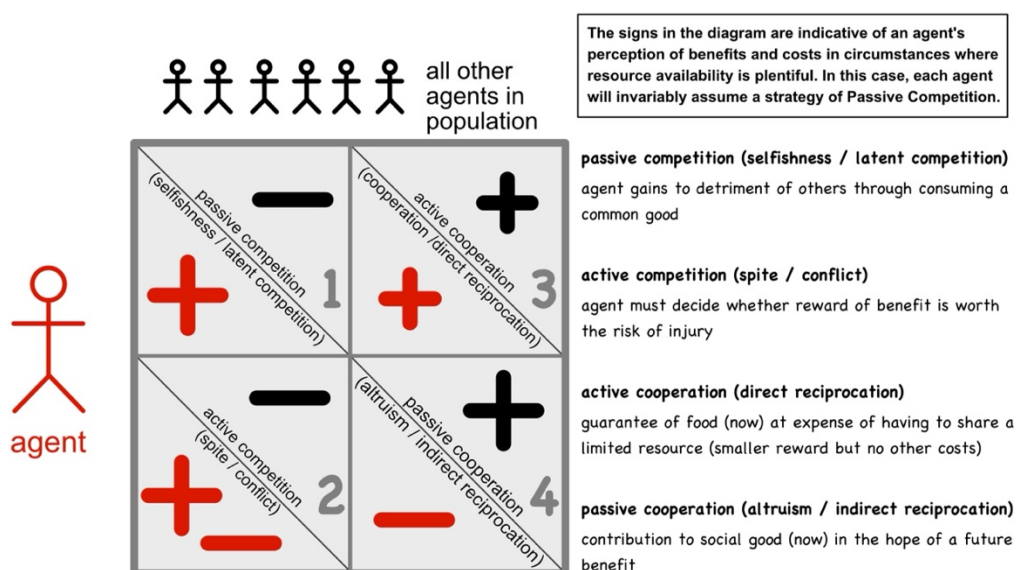 The signs in the diagram are indicative of an agent's
perception of benefits and costs in circumstances where
resource availability is plentiful. In this case, each agent
will invariably assume a strategy of Passive Competition.
all other
agents in
population
agent
passive competition
(selfishness / latent competition)
1
active cooperation
(cooperation /direct reciprocation)
3
active competition
(spite / conflict)
2
passive cooperation
(altruism / indirect reciprocation)
4
passive competition (selfishness / latent competition)
agent gains to detriment of others through consuming a
common good
active competition (spite / conflict)
agent must decide whether reward of benefit is worth
the risk of injury
active cooperation (direct reciprocation)
guarantee of food (now) at expense of having to share a
limited resource (smaller reward but no other costs)
passive cooperation (altruism / indirect reciprocation)
contribution to social good (now) in the hope of a future
benefit